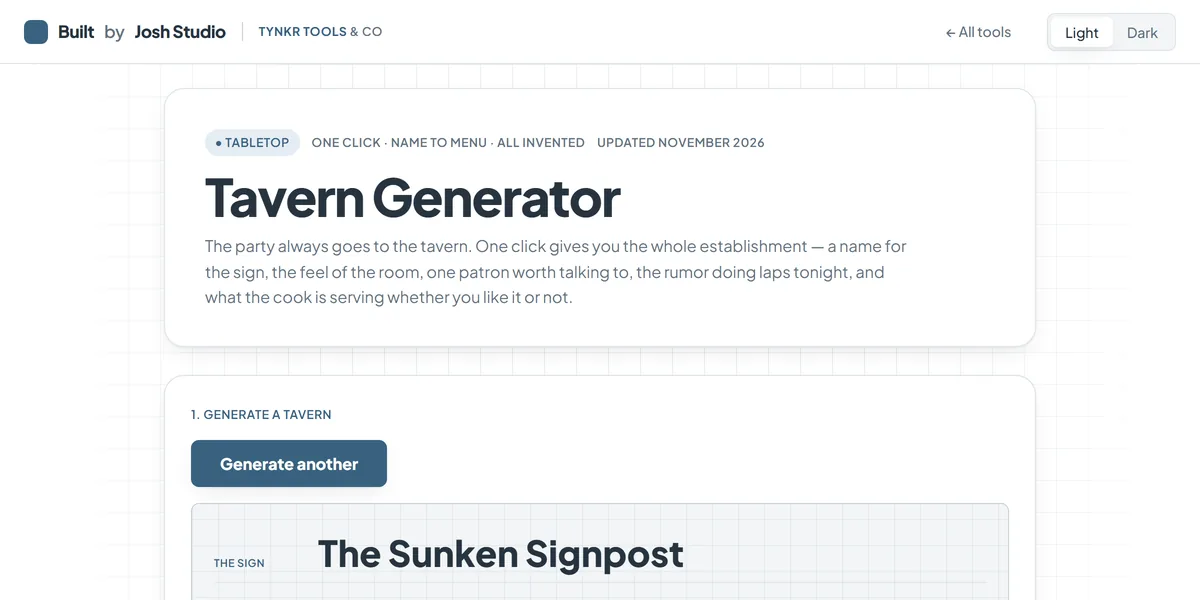 Built by Josh Studio
TYNKR TOOLS & CO
← All tools
Light
Dark
• TABLETOP
ONE CLICK · NAME TO MENU · ALL INVENTED
UPDATED NOVEMBER 2026
Tavern Generator
The party always goes to the tavern. One click gives you the whole establishment — a name for
the sign, the feel of the room, one patron worth talking to, the rumor doing laps tonight, and
what the cook is serving whether you like it or not.
1. GENERATE A TAVERN
Generate another
THE SIGN
The Sunken Signpost